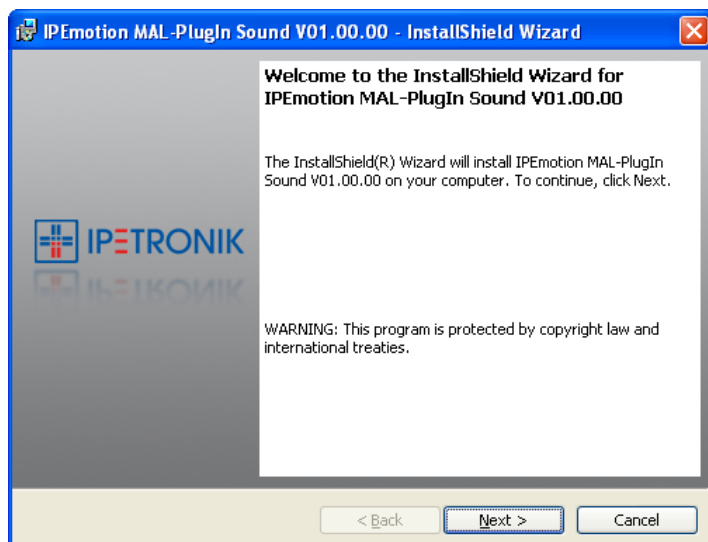 IPEmotion MAL-PlugIn Sound V01.00.00 - InstallShield Wizard
Welcome to the InstallShield Wizard for
IPEmotion MAL-PlugIn Sound V01.00.00
The InstallShield(R) Wizard will install IPEmotion MAL-PlugIn
Sound V01.00.00 on your computer. To continue, click Next.
IPETRONIK
WARNING: This program is protected by copyright law and
international treaties.
< Back
Next >
Cancel